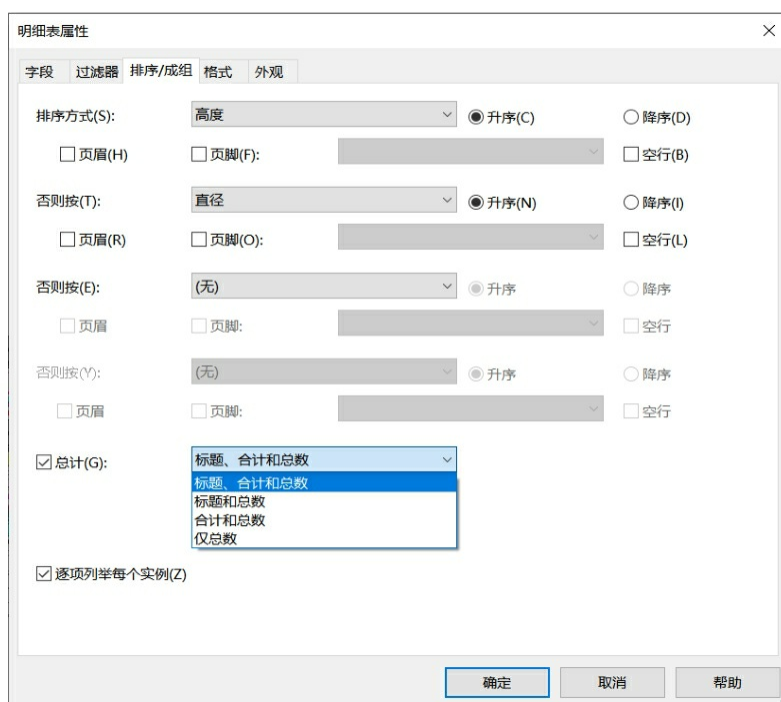 明细表属性
字段 过滤器 排序/成组 格式 外观
排序方式(S): 高度 升序(C) 降序(D)
页眉(H) 页脚(F): 空行(B)
否则按(T): 直径 升序(N) 降序(I)
页眉(R) 页脚(O): 空行(L)
否则按(E): (无) 升序 降序
页眉 页脚: 空行
否则按(Y): (无) 升序 降序
页眉 页脚: 空行
总计(G): 标题、合计和总数
标题、合计和总数
标题和总数
合计和总数
仅总数
逐项列举每个实例(Z)
确定 取消 帮助